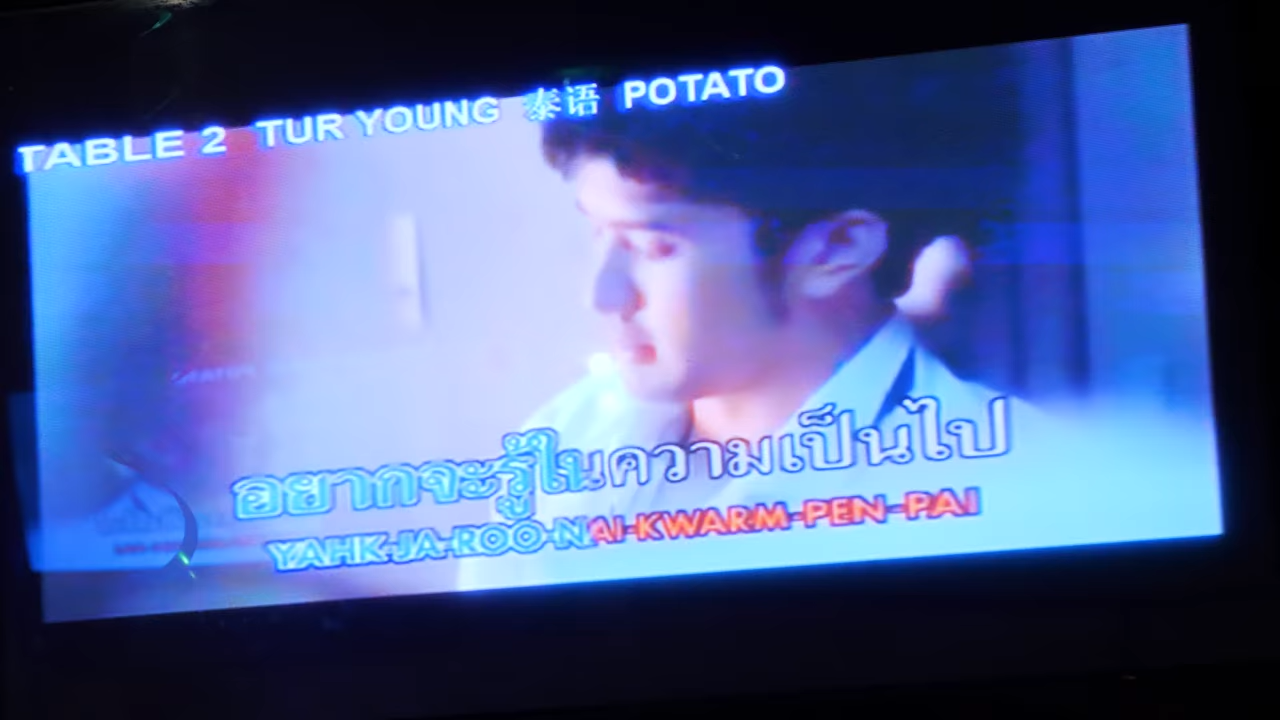 TABLE 2 TUR YOUNG 泰语 POTATO
อยากจะรู้ในความเป็นไป
YAHK-JA-ROO-NAI-KWARM-PEN-PAI